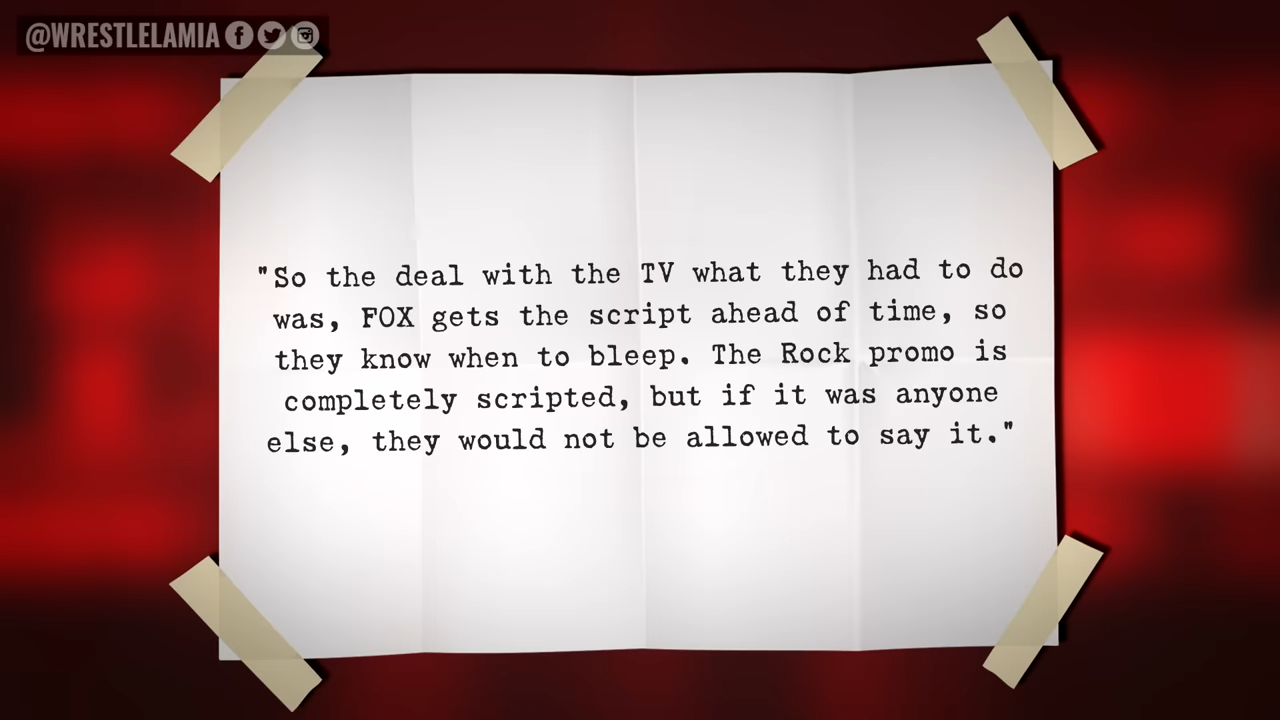 @WRESTLELAMIA
"So the deal with the TV what they had to do
was, FOX gets the script ahead of time, so
they know when to bleep. The Rock promo is
completely scripted, but if it was anyone
else, they would not be allowed to say it."